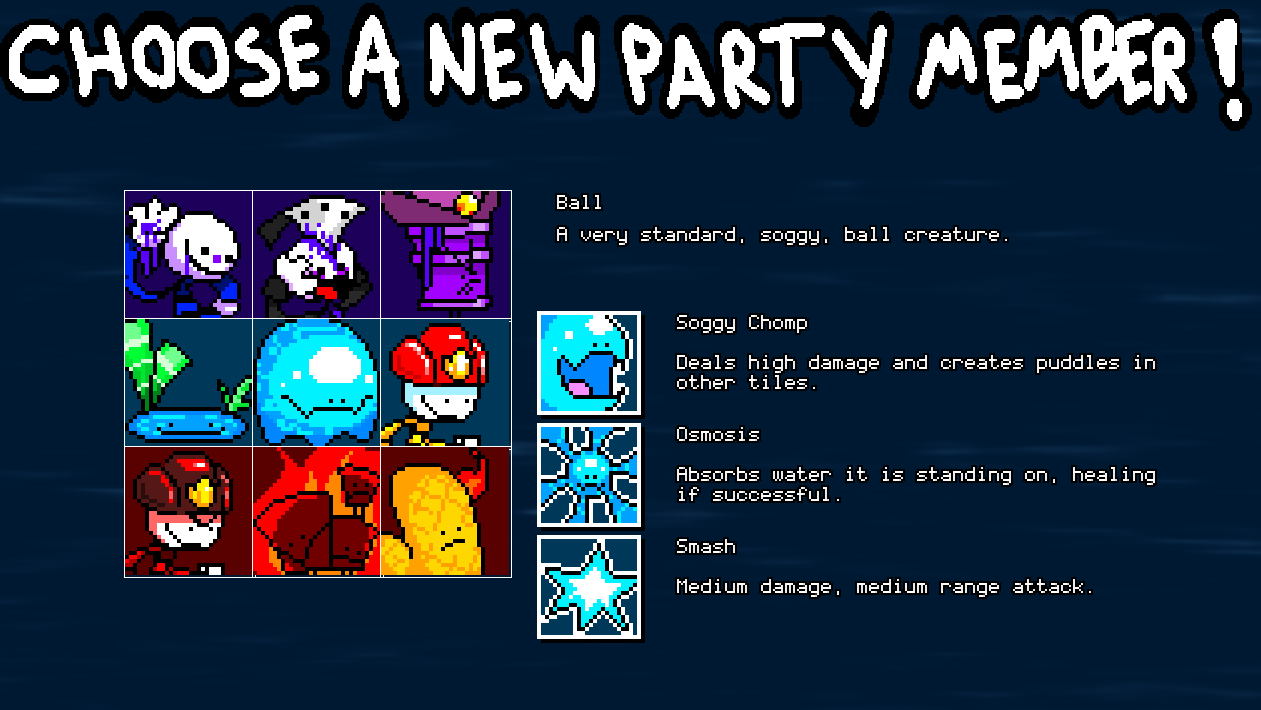 CHOOSE A NEW PARTY MEMBER!
Ball
A very standard, soggy, ball creature.
Soggy Chomp
Deals high damage and creates puddles in
other tiles.
Osmosis
Absorbs water it is standing on, healing
if successful.
Smash
Medium damage, medium range attack.